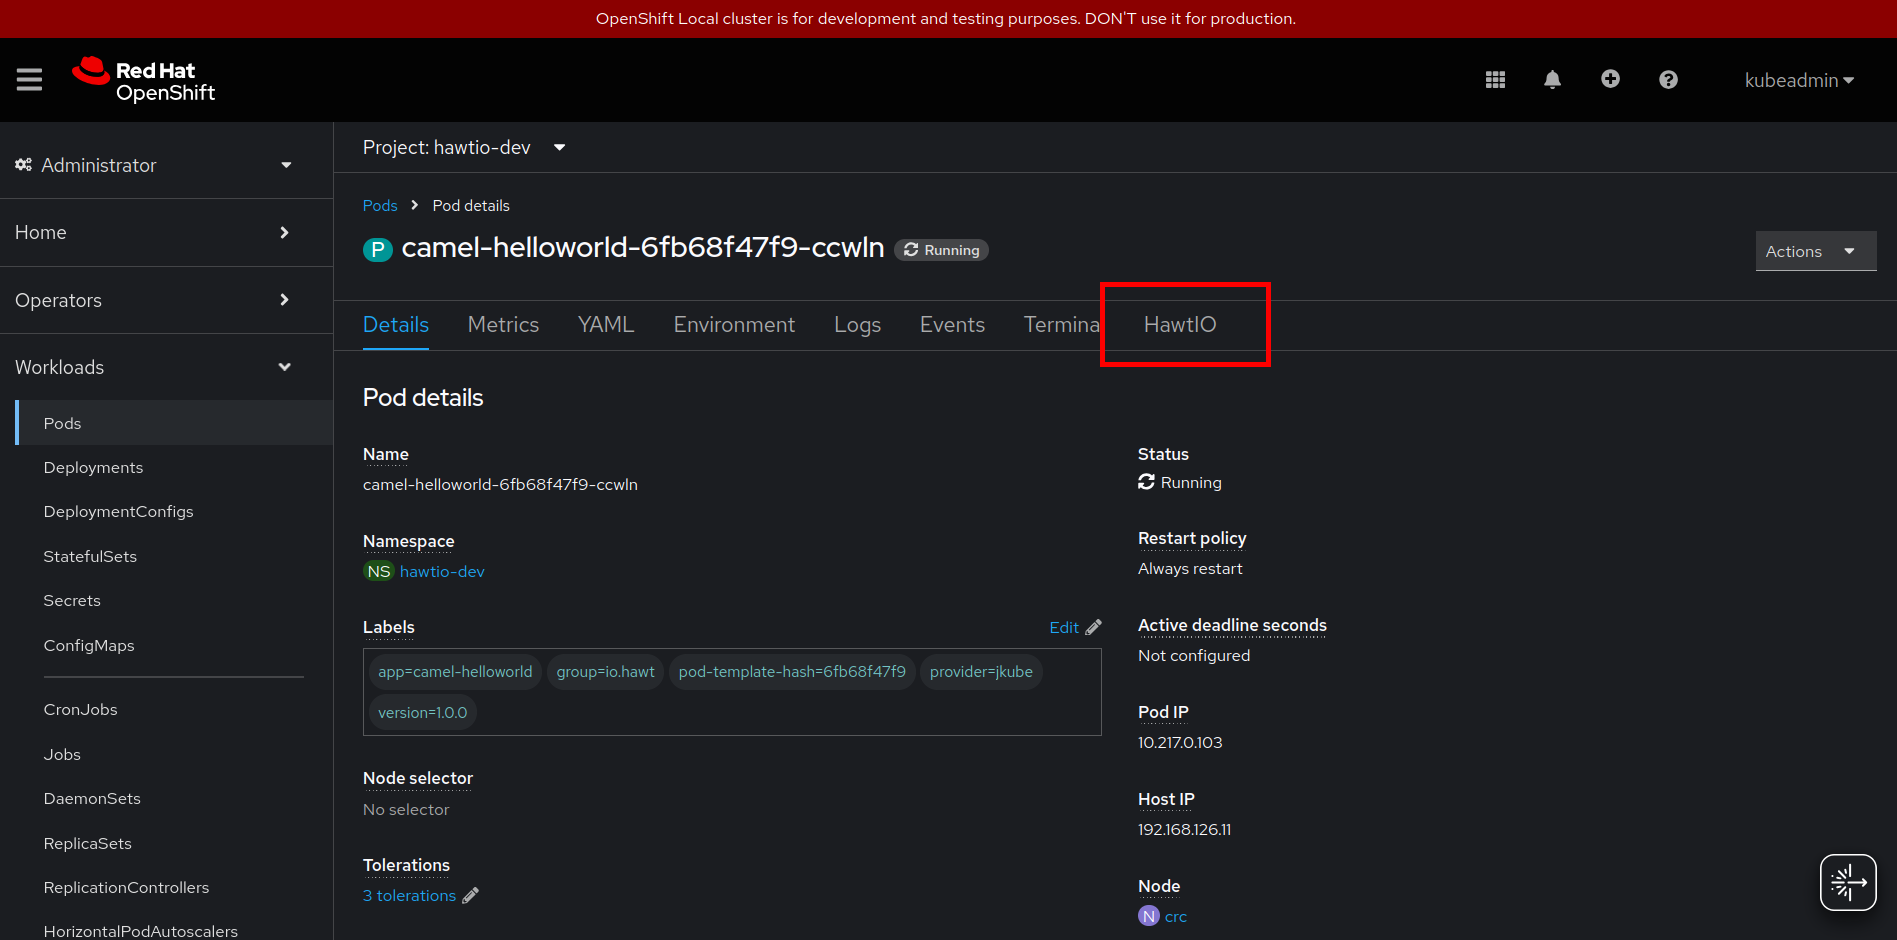 OpenShift Local cluster is for development and testing purposes. DON'T use it for production.
Red Hat
OpenShift
kubeadmin
Administrator
Home
Operators
Workloads
Pods
Deployments
DeploymentConfigs
StatefulSets
Secrets
ConfigMaps
CronJobs
Jobs
DaemonSets
ReplicaSets
ReplicationControllers
HorizontalPodAutoscalers
Project: hawtio-dev
Pods > Pod details
P camel-helloworld-6fb68f47f9-ccwln Running
Actions
Details Metrics YAML Environment Logs Events Termina HawtIO
Pod details
Name
camel-helloworld-6fb68f47f9-ccwln
Namespace
NS hawtio-dev
Labels Edit
app=camel-helloworld group=io.hawt pod-template-hash=6fb68f47f9 provider=jkube
version=1.0.0
Node selector
No selector
Tolerations
3 tolerations
Status
Running
Restart policy
Always restart
Active deadline seconds
Not configured
Pod IP
10.217.0.103
Host IP
192.168.126.11
Node
N crc